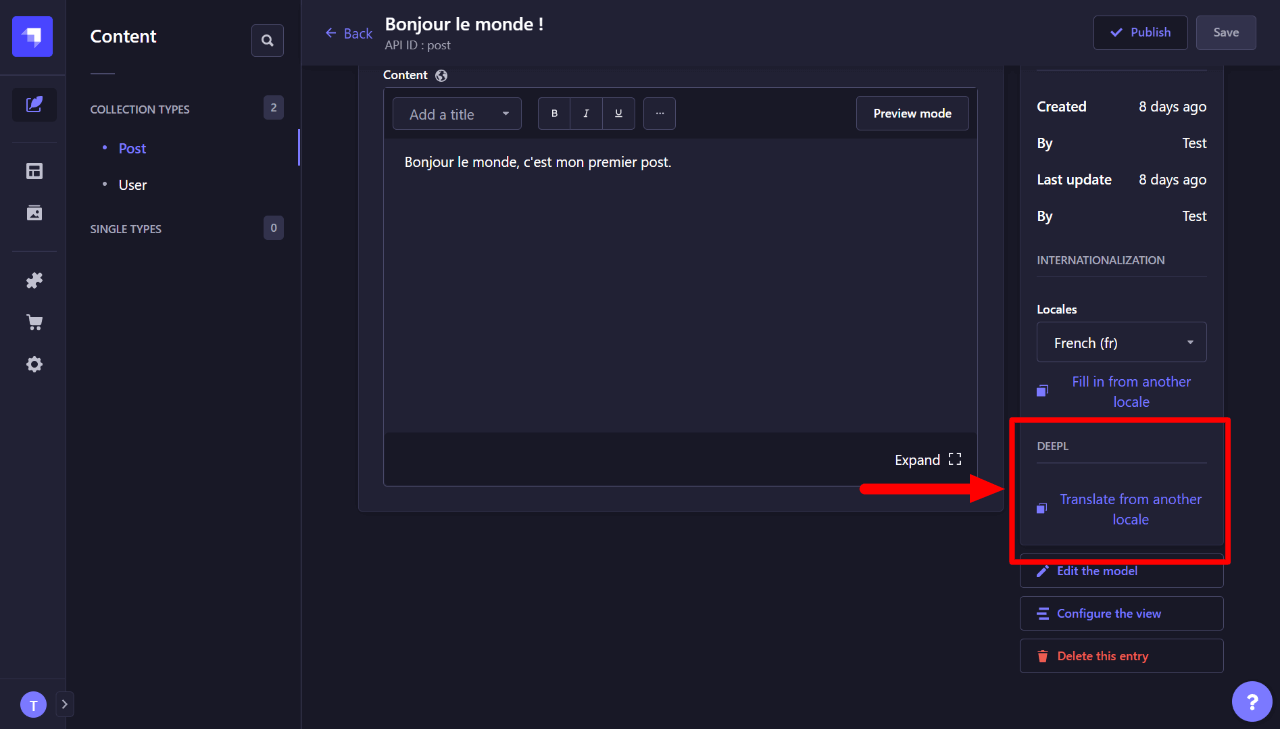 Content
COLLECTION TYPES
2
Post
User
SINGLE TYPES
0
T
Back
Bonjour le monde !
API ID : post
Publish
Save
Content
Add a title
B
I
U
...
Preview mode
Bonjour le monde, c'est mon premier post.
Expand
Created
8 days ago
By
Test
Last update
8 days ago
By
Test
INTERNATIONALIZATION
Locales
French (fr)
Fill in from another
locale
DEEPL
Translate from another
locale
Edit the model
Configure the view
Delete this entry
?